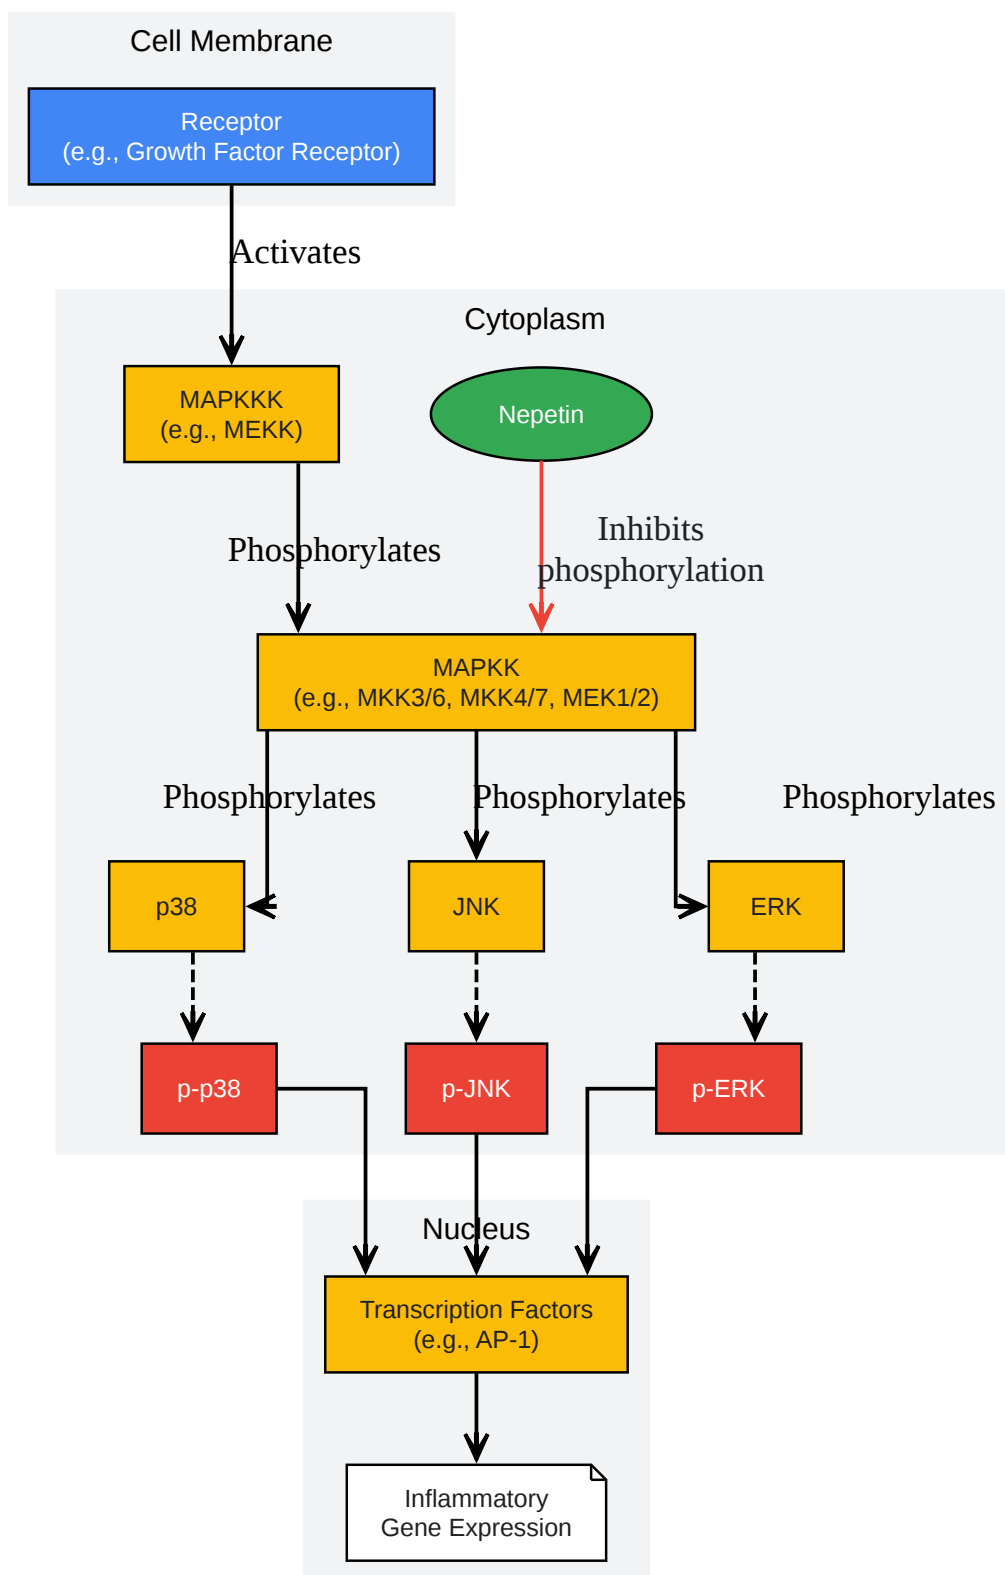 Cell Membrane
Receptor
(e.g., Growth Factor Receptor)
Activates
Cytoplasm
MAPKKK
(e.g., MEKK)
Nepetin
Phosphorylates
Inhibits
phosphorylation
MAPKK
(e.g., MKK3/6, MKK4/7, MEK1/2)
Phosphorylates
Phosphorylates
Phosphorylates
p38
JNK
ERK
p-p38
p-JNK
p-ERK
Nucleus
Transcription Factors
(e.g., AP-1)
Inflammatory
Gene Expression